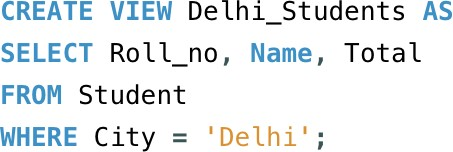 CREATE VIEW Delhi_Students AS
SELECT Roll_no, Name, Total
FROM Student
WHERE City = 'Delhi';